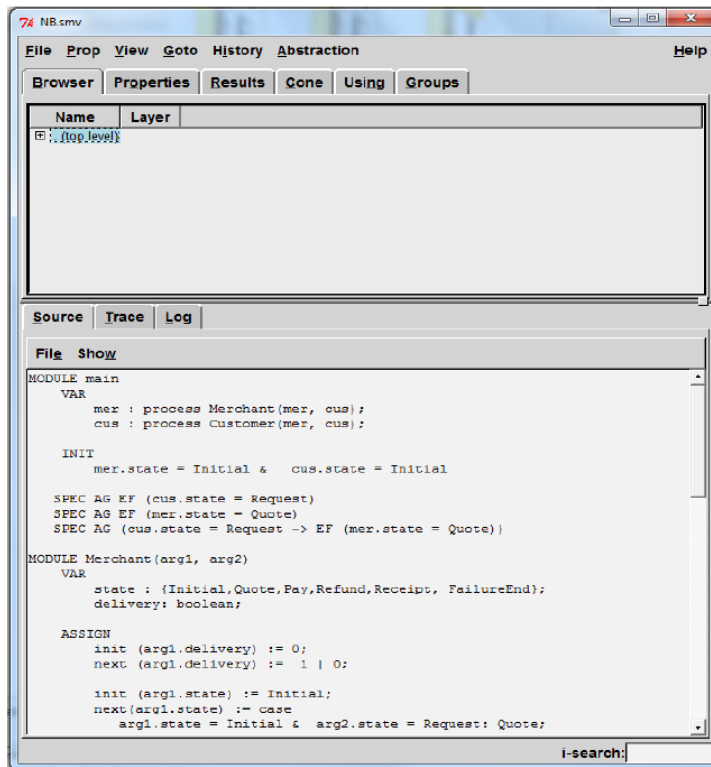 NB.smv
File Prop View Goto History Abstraction Help
Browser Properties Results Cone Using Groups
Name Layer
(top level)
Source Trace Log
File Show
MODULE main
VAR
mer : process Merchant(mer, cus);
cus : process Customer(mer, cus);
INIT
mer.state = Initial & cus.state = Initial
SPEC AG EF (cus.state = Request)
SPEC AG EF (mer.state = Quote)
SPEC AG (cus.state = Request -> EF (mer.state = Quote))
MODULE Merchant(arg1, arg2)
VAR
state : {Initial,Quote,Pay,Refund,Receipt, FailureEnd};
delivery: boolean;
ASSIGN
init (arg1.delivery) := 0;
next (arg1.delivery) := 1 | 0;
init (arg1.state) := Initial;
next(arg1.state) := case
arg1.state = Initial & arg2.state = Request: Quote;
i-search: